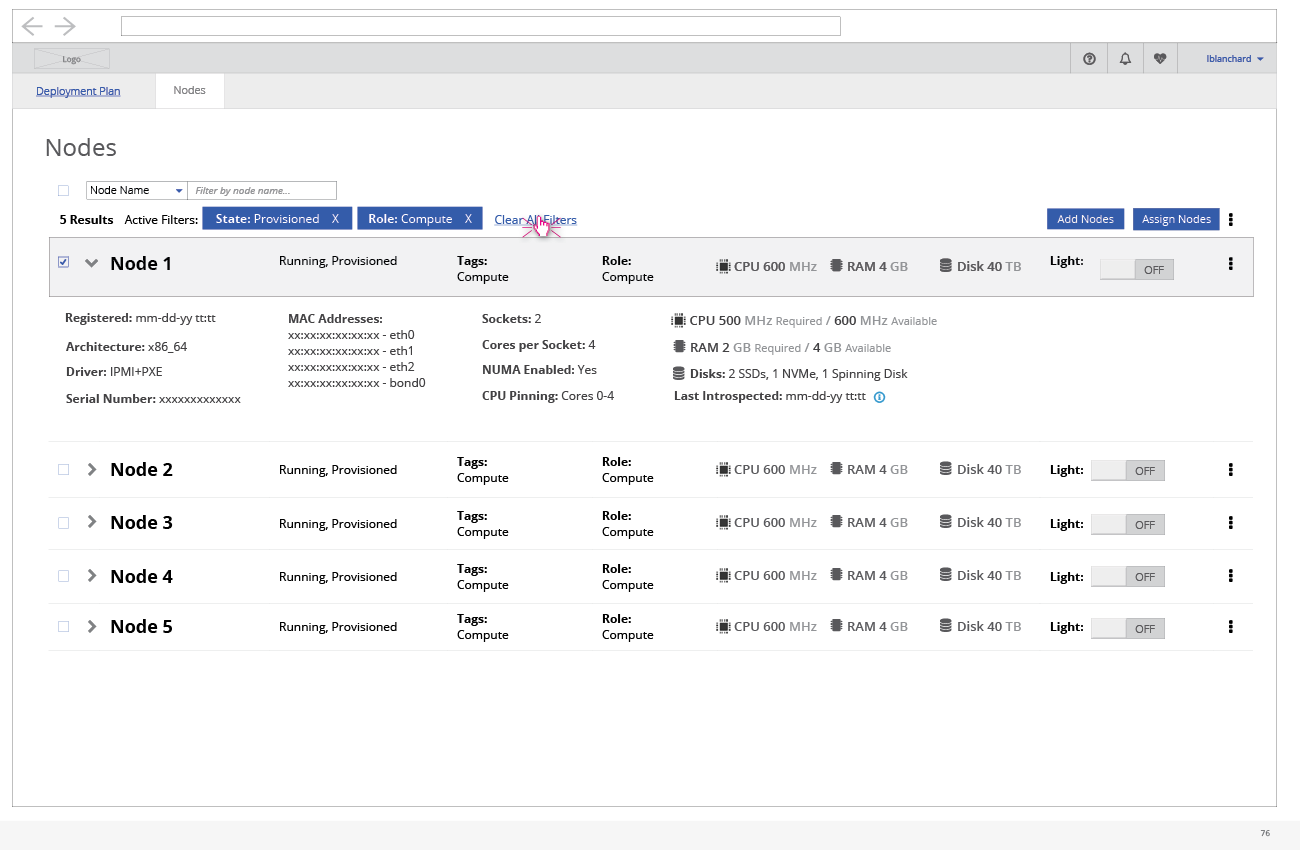 Logo
lblanchard
Deployment Plan
Nodes
Nodes
Node Name
Filter by node name...
5 Results Active Filters: State: Provisioned X Role: Compute X Clear All Filters Add Nodes Assign Nodes
Node 1 Running, Provisioned Tags: Compute Role: Compute CPU 600 MHz RAM 4 GB Disk 40 TB Light: OFF
Registered: mm-dd-yy tt:tt
Architecture: x86_64
Driver: IPMI+PXE
Serial Number: xxxxxxxxxxxxx
MAC Addresses:
xx:xx:xx:xx:xx:xx - eth0
xx:xx:xx:xx:xx:xx - eth1
xx:xx:xx:xx:xx:xx - eth2
xx:xx:xx:xx:xx:xx - bond0
Sockets: 2
Cores per Socket: 4
NUMA Enabled: Yes
CPU Pinning: Cores 0-4
CPU 500 MHz Required / 600 MHz Available
RAM 2 GB Required / 4 GB Available
Disks: 2 SSDs, 1 NVMe, 1 Spinning Disk
Last Introspected: mm-dd-yy tt:tt
Node 2 Running, Provisioned Tags: Compute Role: Compute CPU 600 MHz RAM 4 GB Disk 40 TB Light: OFF
Node 3 Running, Provisioned Tags: Compute Role: Compute CPU 600 MHz RAM 4 GB Disk 40 TB Light: OFF
Node 4 Running, Provisioned Tags: Compute Role: Compute CPU 600 MHz RAM 4 GB Disk 40 TB Light: OFF
Node 5 Running, Provisioned Tags: Compute Role: Compute CPU 600 MHz RAM 4 GB Disk 40 TB Light: OFF
76